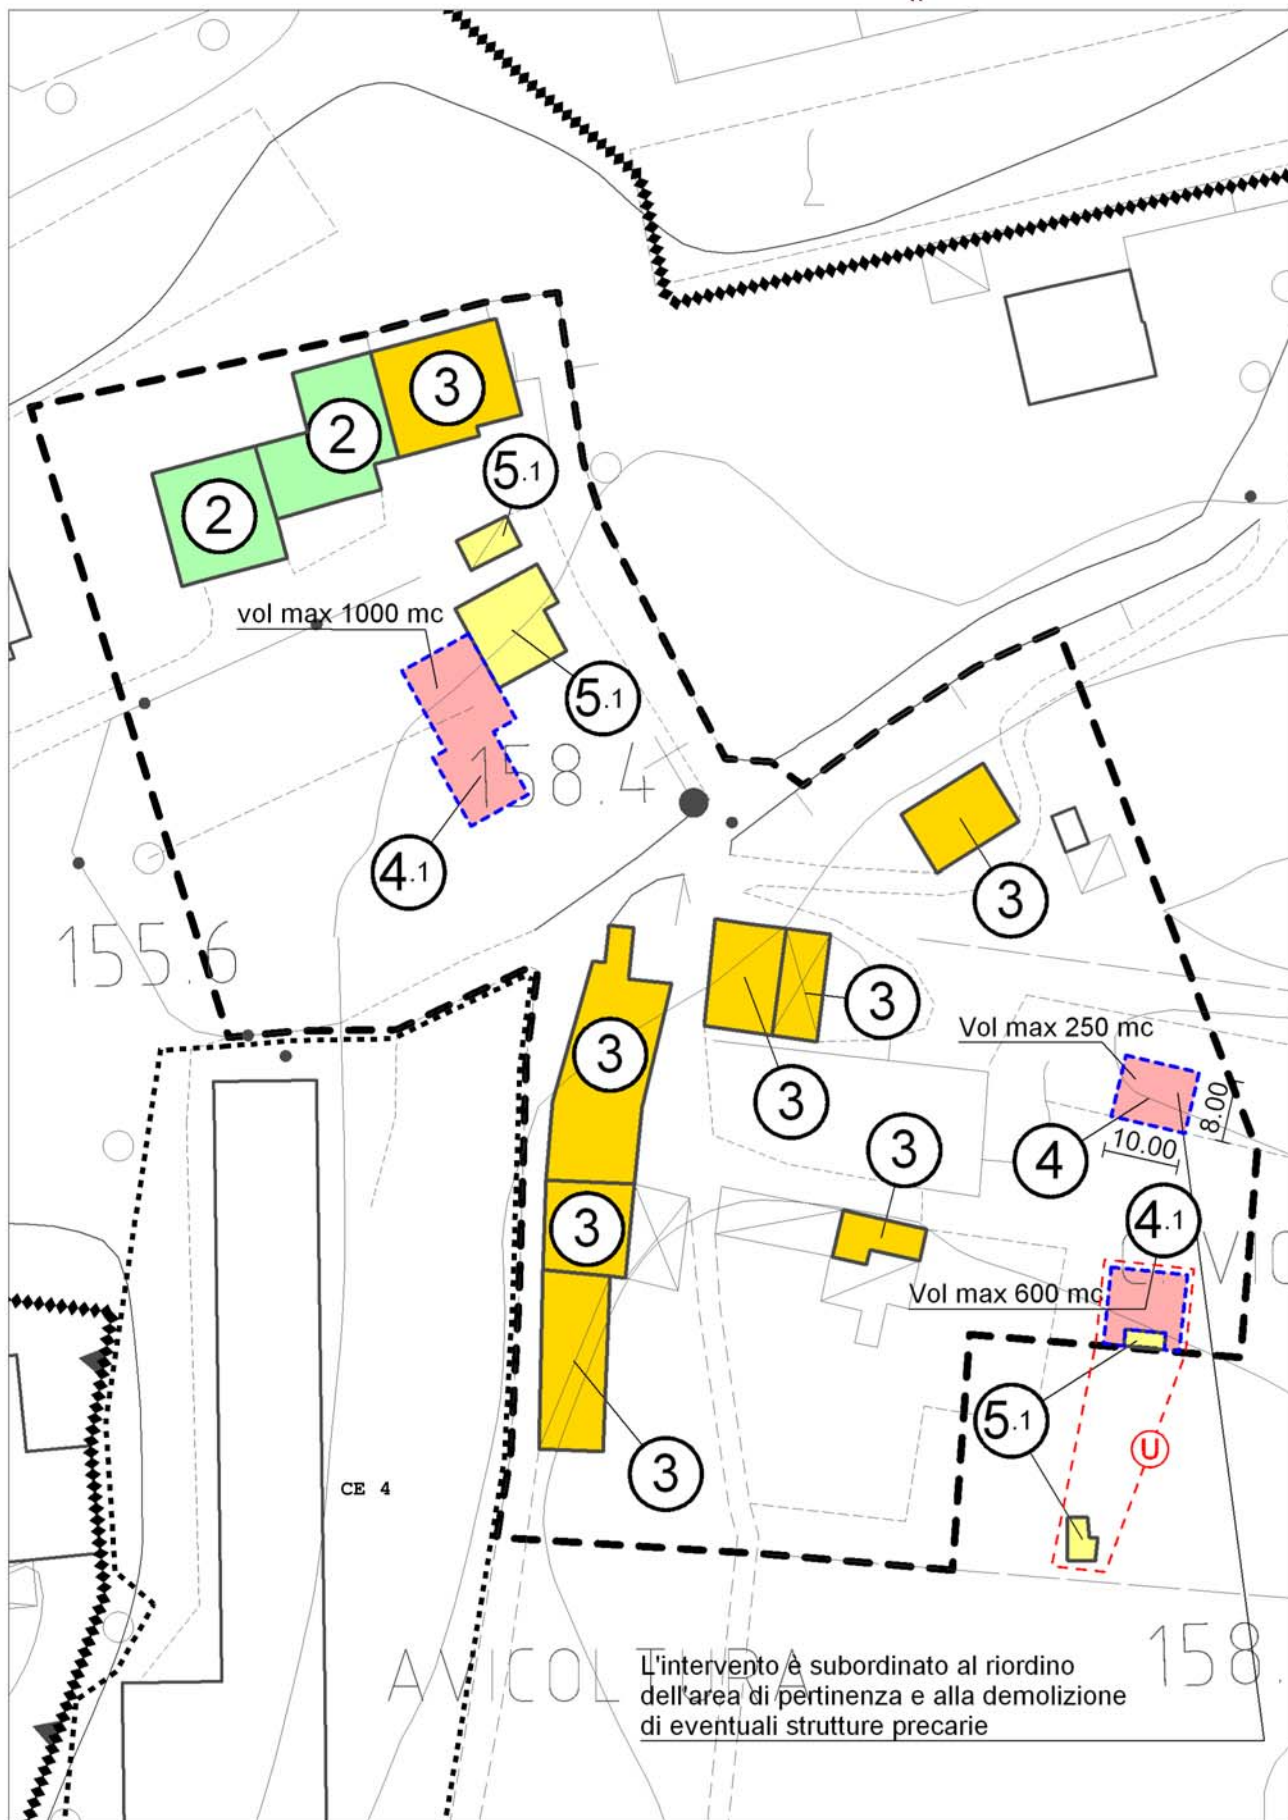 3
2
5.1
2
vol max 1000 mc
5.1
158.4
4.1
3
155.6
3
Vol max 250 mc
3
3
8.00
10.00
3
4
4.1
3
Vol max 600 mc
5.1
U
3
CE 4
AVICOLTURA
158.
L'intervento è subordinato al riordino
dell'area di pertinenza e alla demolizione
di eventuali strutture precarie